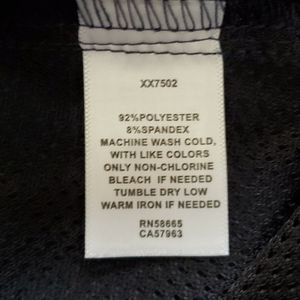 XX7502
92%POLYESTER
8%SPANDEX
MACHINE WASH COLD,
WITH LIKE COLORS
ONLY NON-CHLORINE
BLEACH IF NEEDED
TUMBLE DRY LOW
WARM IRON IF NEEDED
RN58665
CA57963